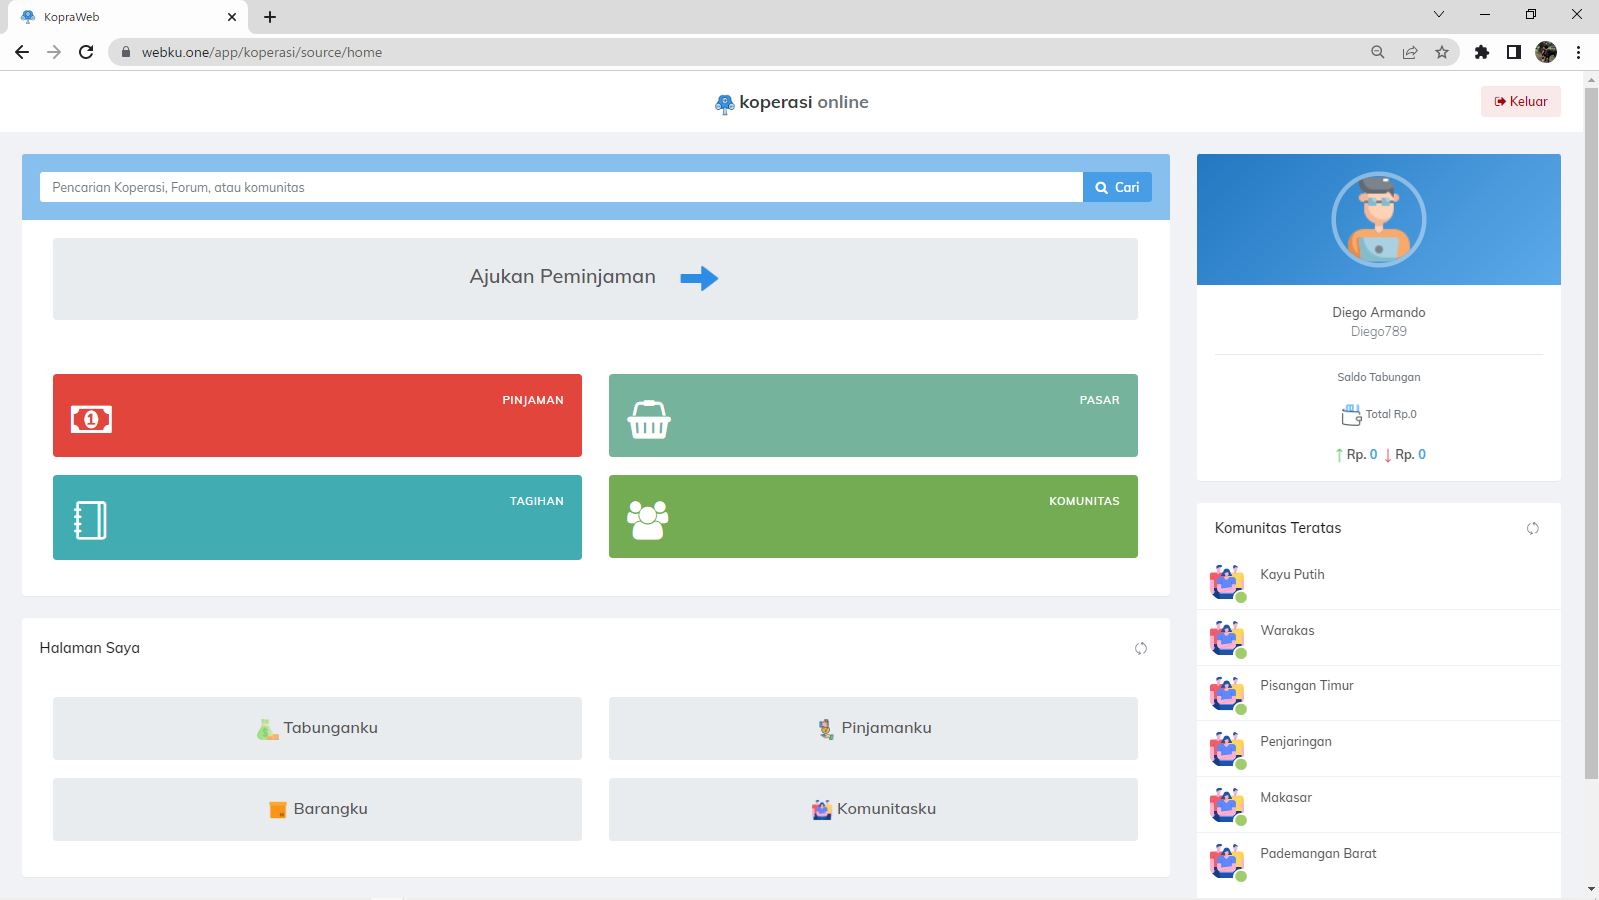 KopraWeb
webku.one/app/koperasi/source/home
koperasi online
Keluar
Pencarian Koperasi, Forum, atau komunitas
Cari
Ajukan Peminjaman
PINJAMAN
PASAR
TAGIHAN
KOMUNITAS
Halaman Saya
Tabunganku
Pinjamanku
Barangku
Komunitasku
Diego Armando
Diego789
Saldo Tabungan
Total Rp.0
Rp. 0 Rp. 0
Komunitas Teratas
Kayu Putih
Warakas
Pisangan Timur
Penjaringan
Makasar
Pademangan Barat